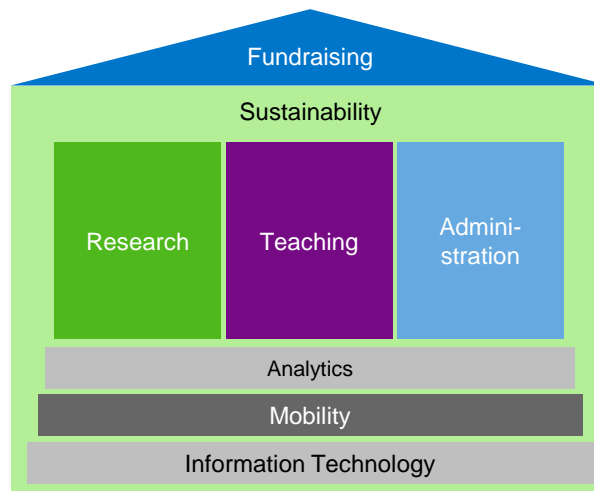 Fundraising
Sustainability
Research
Teaching
Admini-
stration
Analytics
Mobility
Information Technology